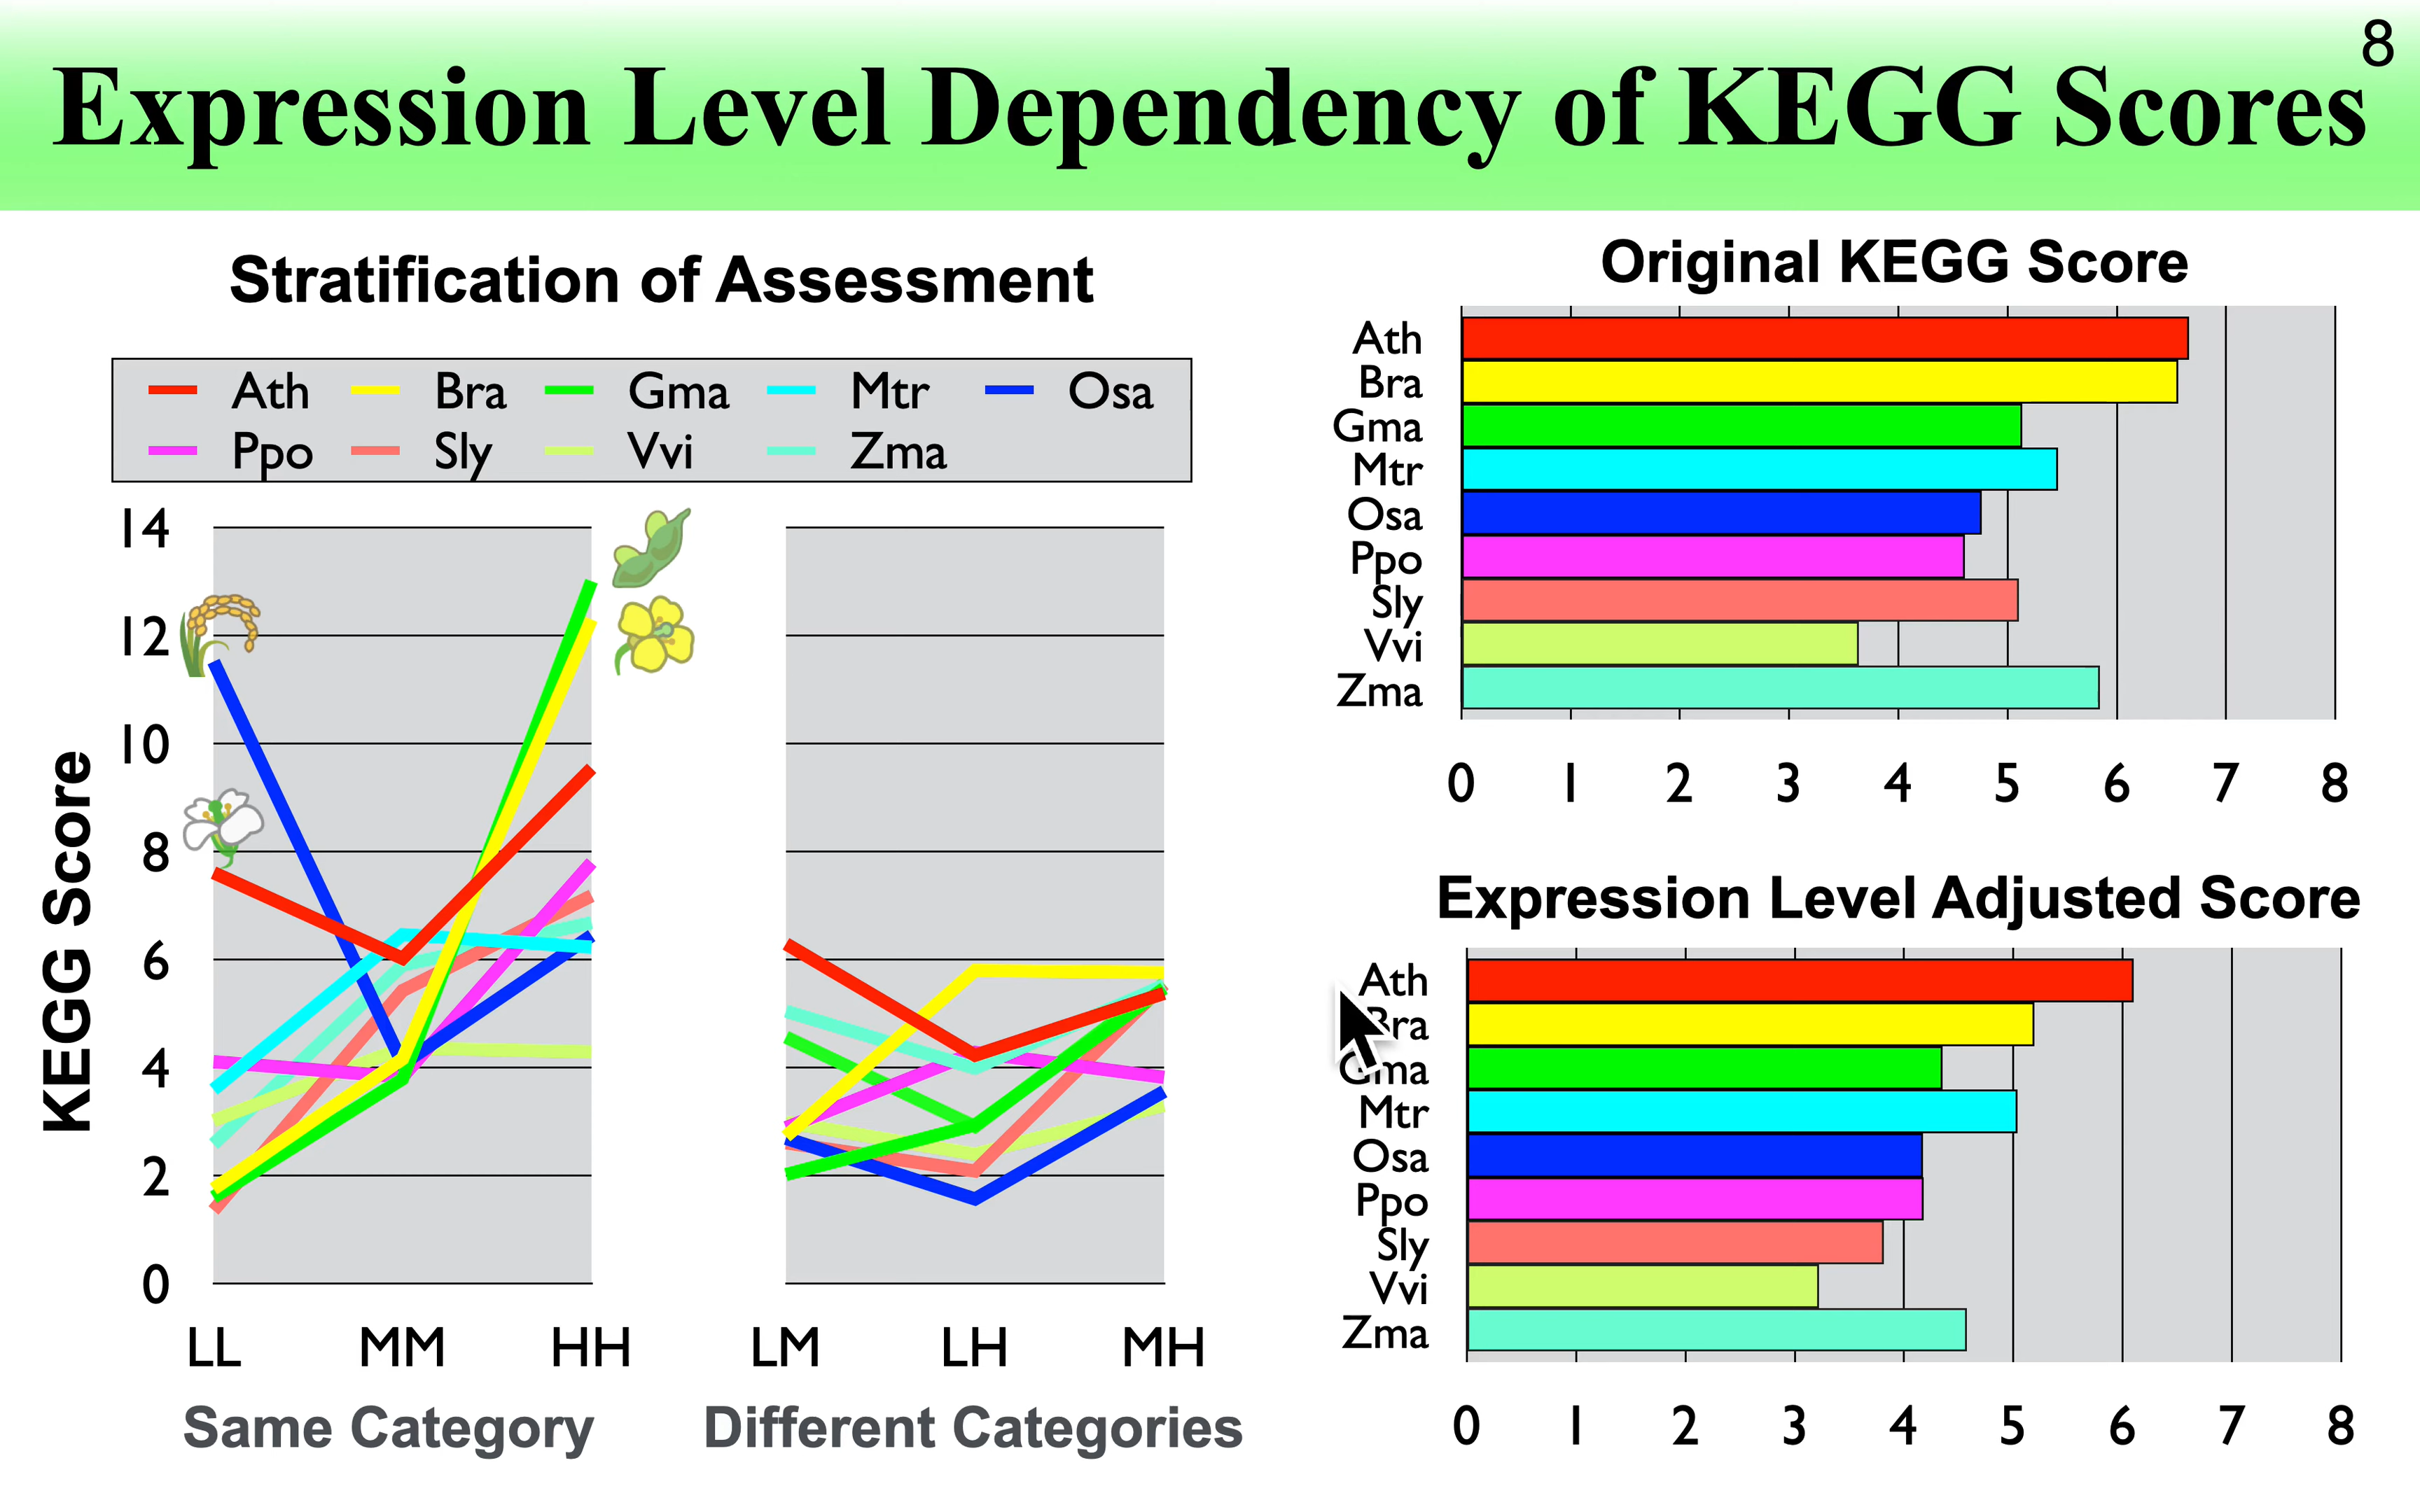 8
Expression Level Dependency of KEGG Scores
Stratification of Assessment
Ath Bra Gma Mtr Osa
Ppo Sly Vvi Zma
KEGG Score
14
12
10
8
6
4
2
0
LL MM HH
Same Category
LM LH MH
Different Categories
Original KEGG Score
Ath
Bra
Gma
Mtr
Osa
Ppo
Sly
Vvi
Zma
0 1 2 3 4 5 6 7 8
Expression Level Adjusted Score
Ath
Bra
Gma
Mtr
Osa
Ppo
Sly
Vvi
Zma
0 1 2 3 4 5 6 7 8